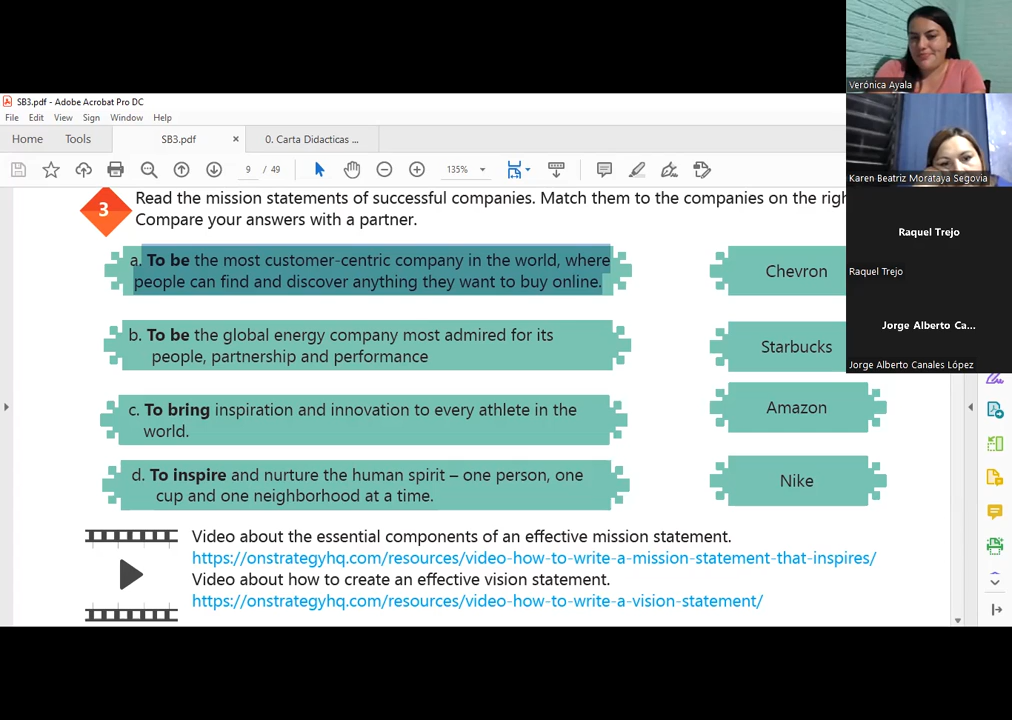 SB3.pdf - Adobe Acrobat Pro DC
File Edit View Sign Window Help
Home Tools SB3.pdf × 0. Carta Didacticas ...
9 / 49 135%
3 Read the mission statements of successful companies. Match them to the companies on the righ
Compare your answers with a partner.
a. To be the most customer-centric company in the world, where
people can find and discover anything they want to buy online.
Chevron
b. To be the global energy company most admired for its
people, partnership and performance
Starbucks
c. To bring inspiration and innovation to every athlete in the
world.
Amazon
d. To inspire and nurture the human spirit – one person, one
cup and one neighborhood at a time.
Nike
Video about the essential components of an effective mission statement.
https://onstrategyhq.com/resources/video-how-to-write-a-mission-statement-that-inspires/
Video about how to create an effective vision statement.
https://onstrategyhq.com/resources/video-how-to-write-a-vision-statement/
Verónica Ayala
Karen Beatriz Morataya Segovia
Raquel Trejo
Raquel Trejo
Jorge Alberto Ca...
Jorge Alberto Canales López